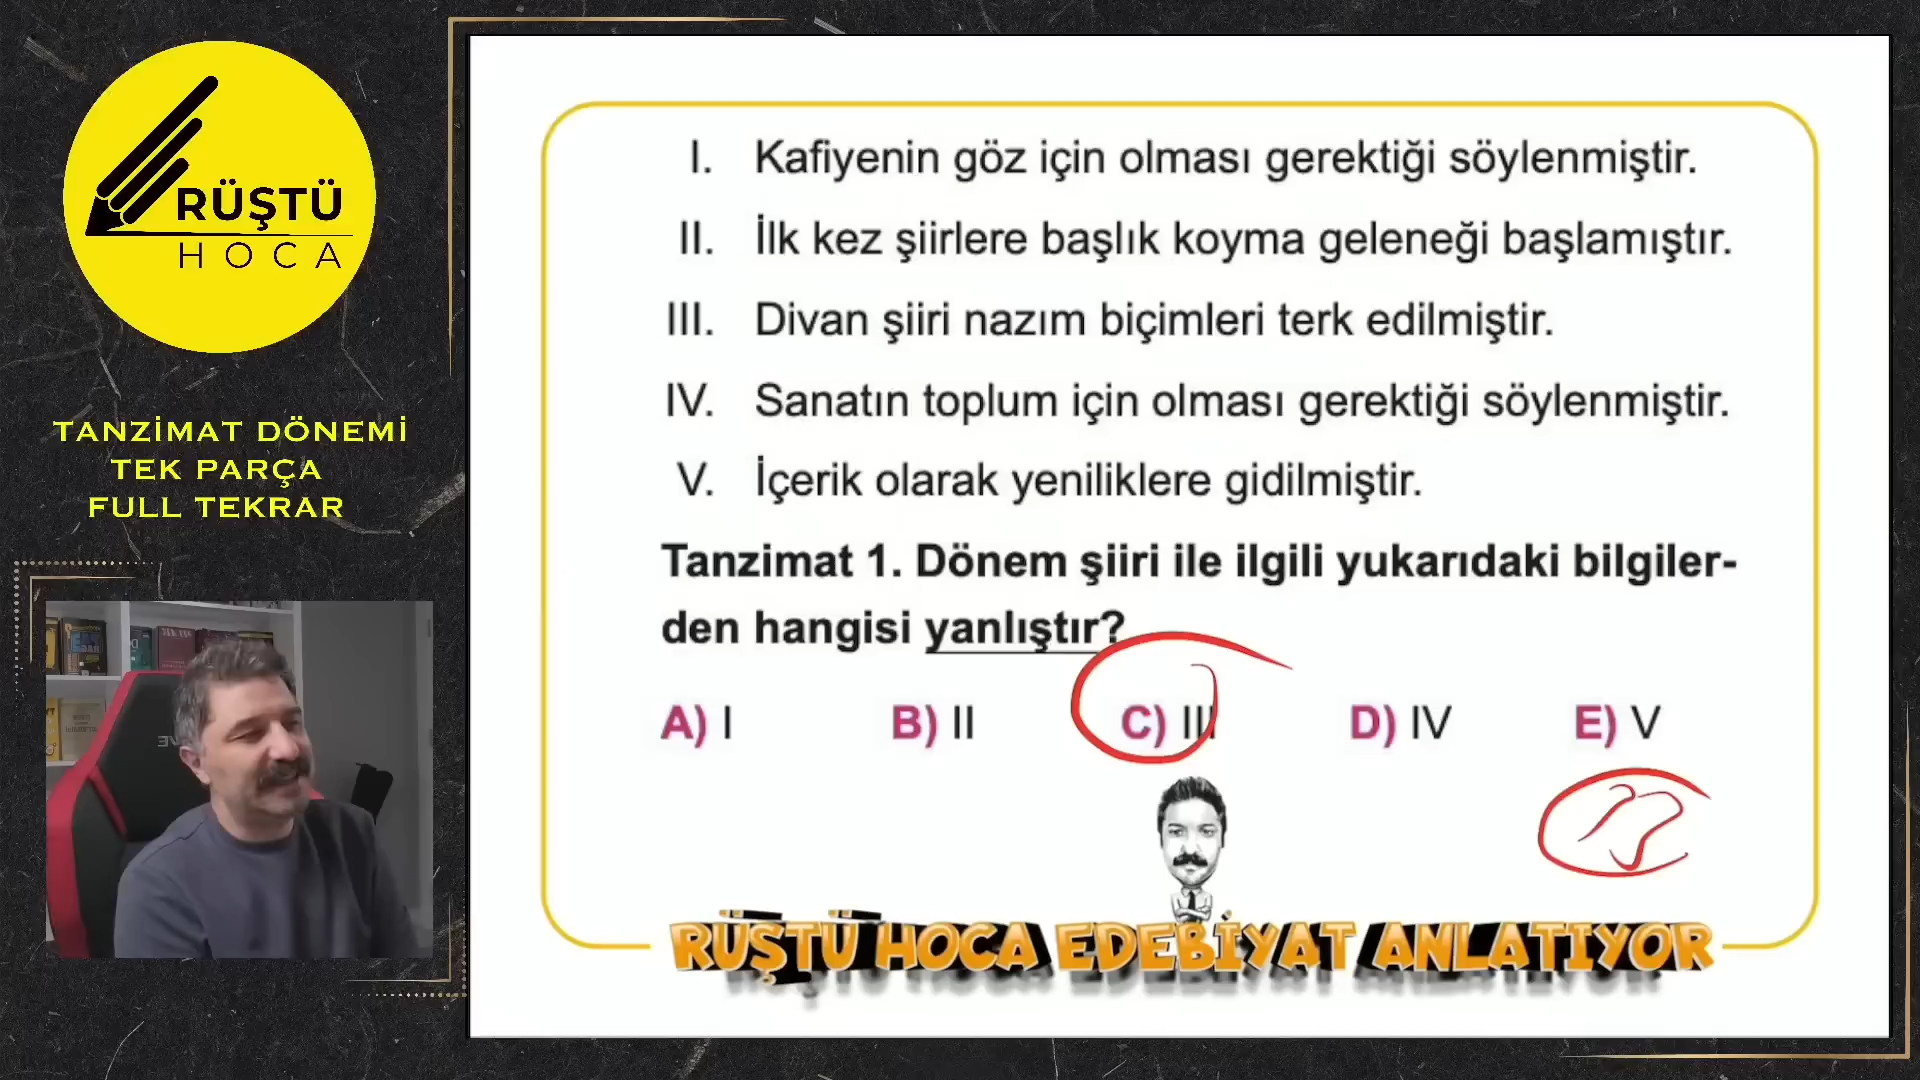 RÜŞTÜ
HOCA
TANZİMAT DÖNEMİ
TEK PARÇA
FULL TEKRAR
I. Kafiyenin göz için olması gerektiği söylenmiştir.
II. İlk kez şiirlere başlık koyma geleneği başlamıştır.
III. Divan şiiri nazım biçimleri terk edilmiştir.
IV. Sanatın toplum için olması gerektiği söylenmiştir.
V. İçerik olarak yeniliklere gidilmiştir.
Tanzimat 1. Dönem şiiri ile ilgili yukarıdaki bilgiler-
den hangisi yanlıştır?
A) I B) II C) III D) IV E) V
RÜŞTÜ HOCA EDEBİYAT ANLATIYOR